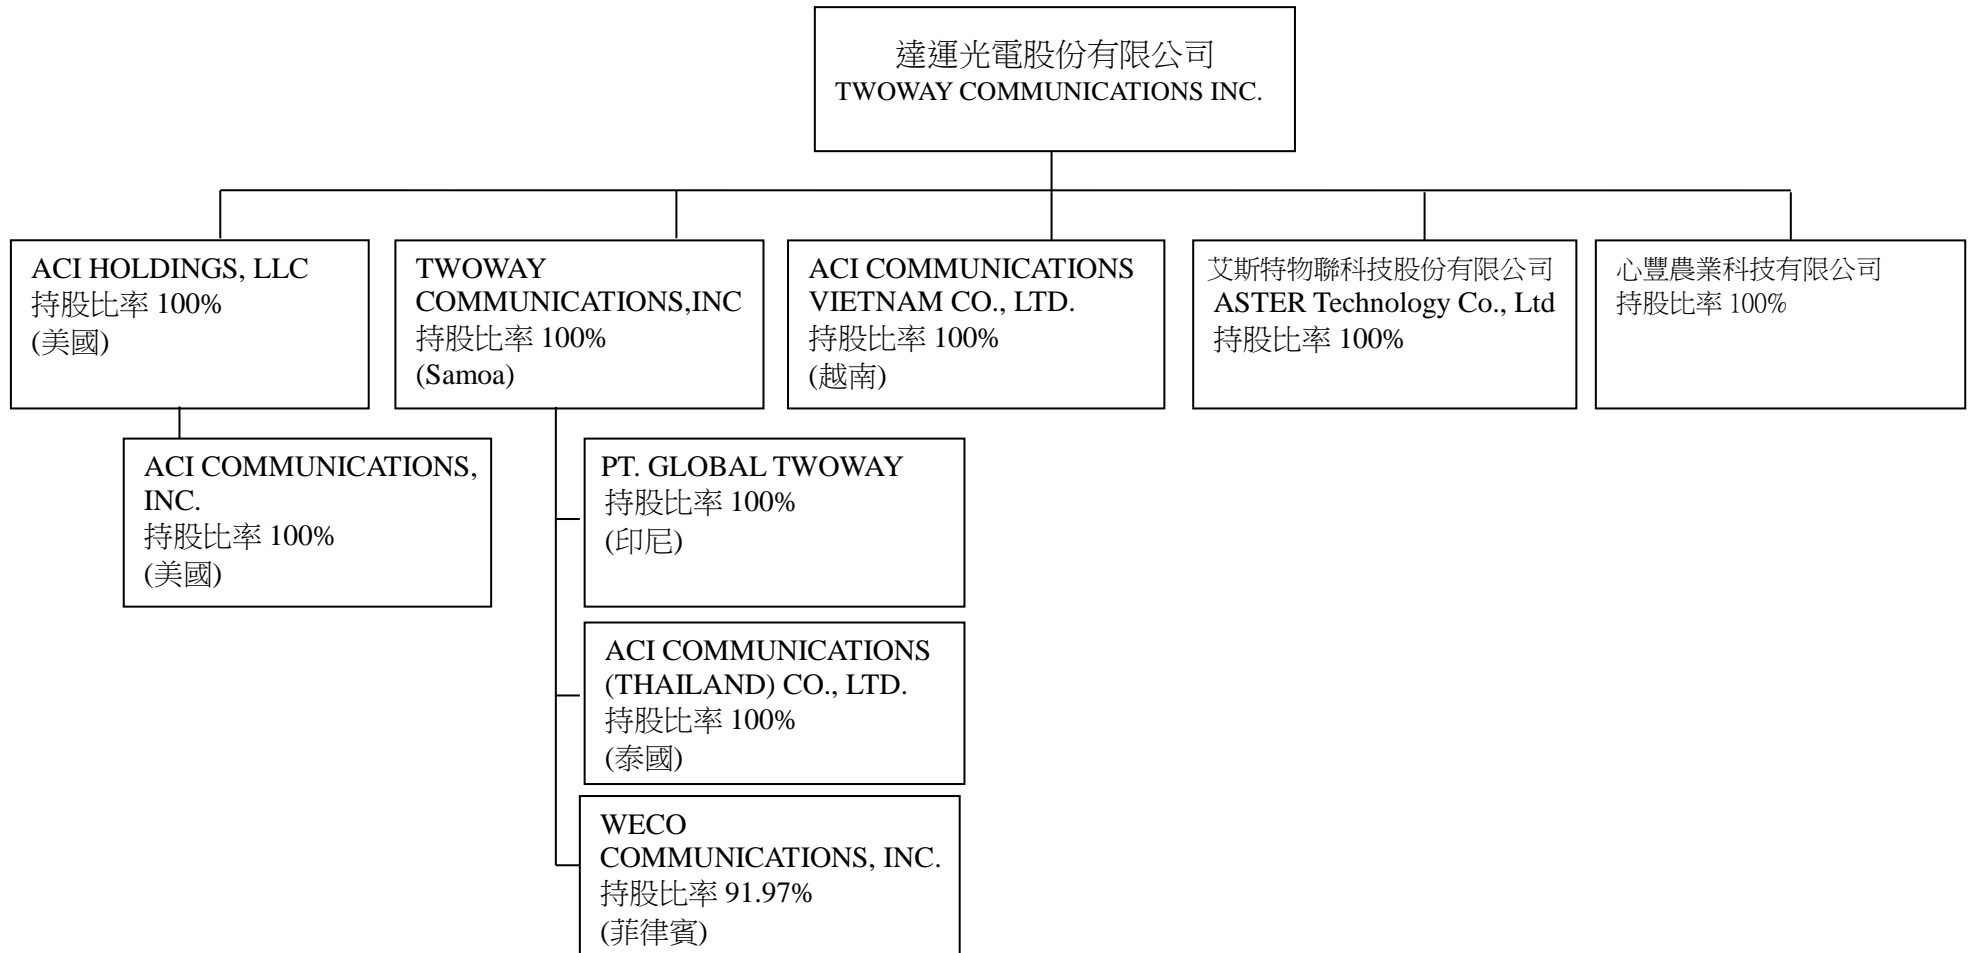 達運光電股份有限公司
TWOWAY COMMUNICATIONS INC.
ACI HOLDINGS, LLC
持股比率 100%
(美國)
TWOWAY
COMMUNICATIONS,INC
持股比率 100%
(Samoa)
ACI COMMUNICATIONS
VIETNAM CO., LTD.
持股比率 100%
(越南)
艾斯特物聯科技股份有限公司
ASTER Technology Co., Ltd
持股比率 100%
心豐農業科技有限公司
持股比率 100%
ACI COMMUNICATIONS,
INC.
持股比率 100%
(美國)
PT. GLOBAL TWOWAY
持股比率 100%
(印尼)
ACI COMMUNICATIONS
(THAILAND) CO., LTD.
持股比率 100%
(泰國)
WECO
COMMUNICATIONS, INC.
持股比率 91.97%
(菲律賓)